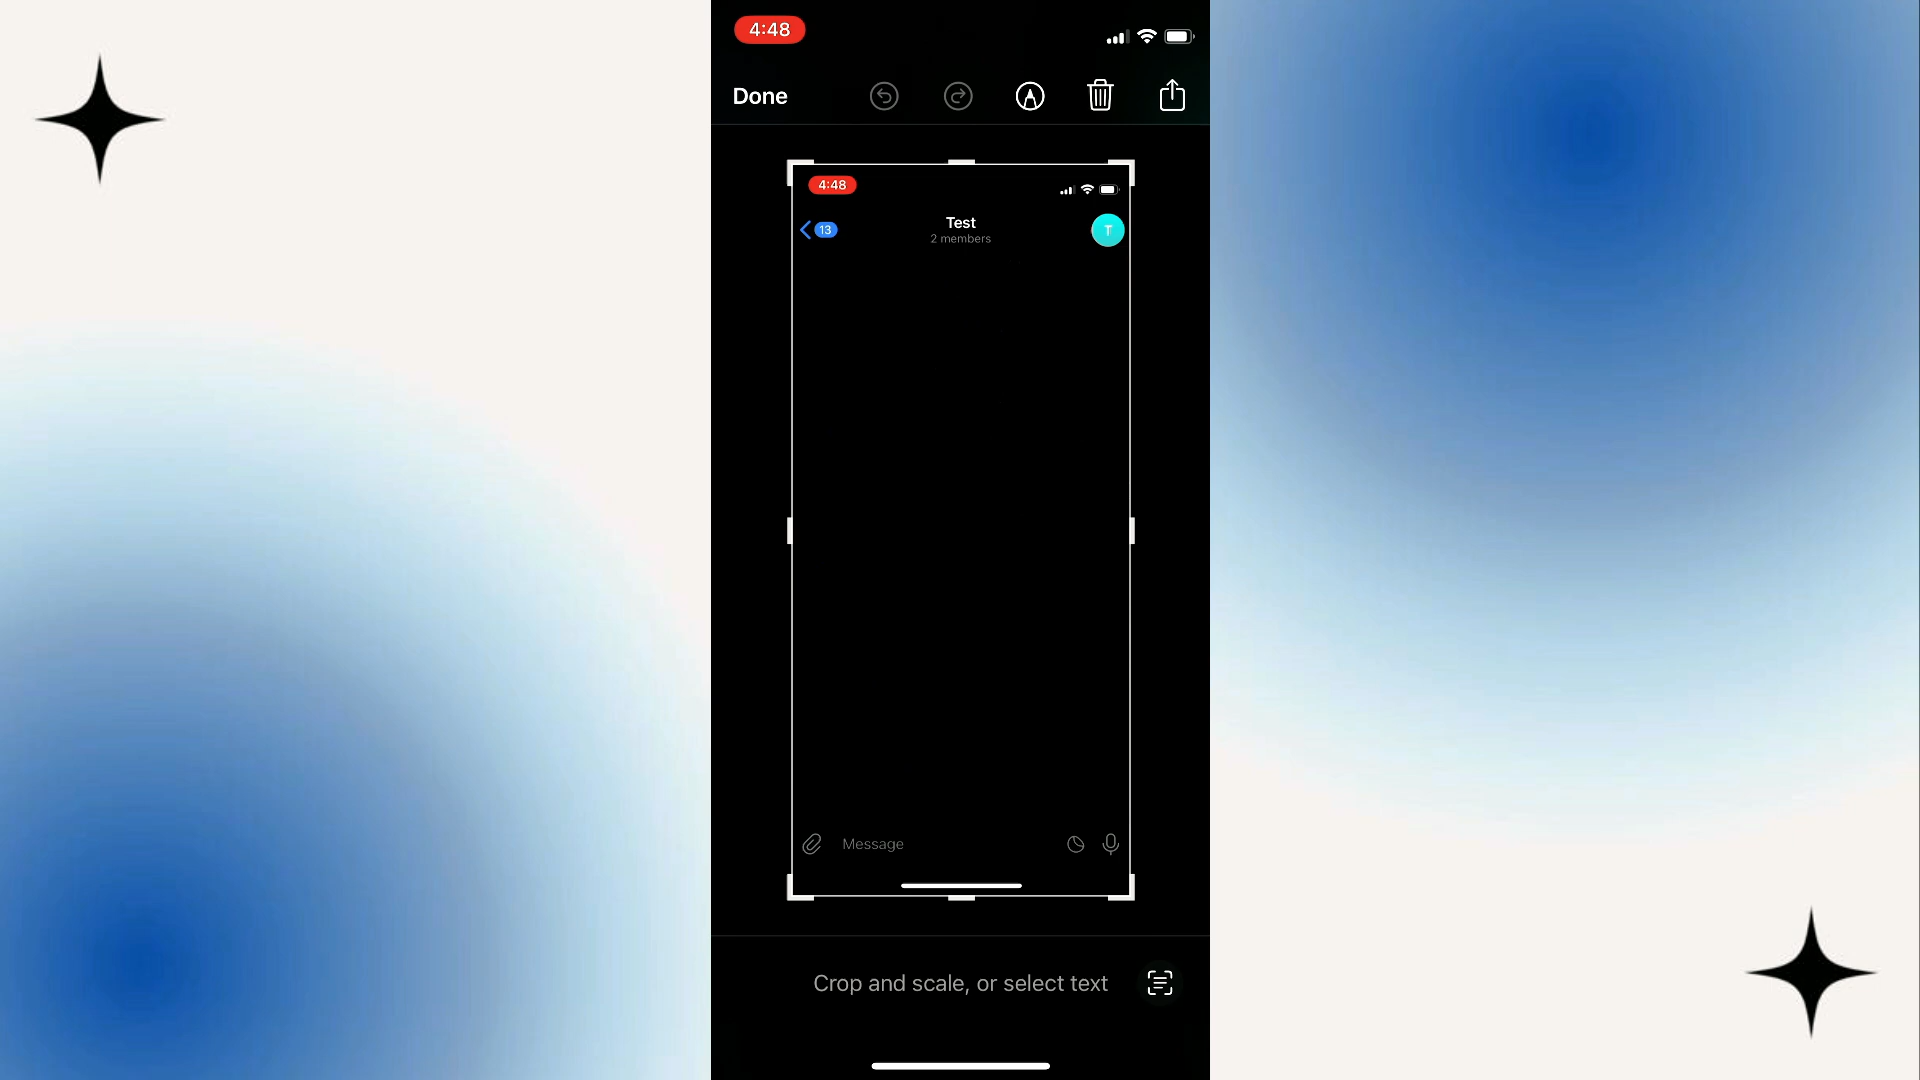 4:48
Done
4:48
13
Test
2 members
T
Message
Crop and scale, or select text